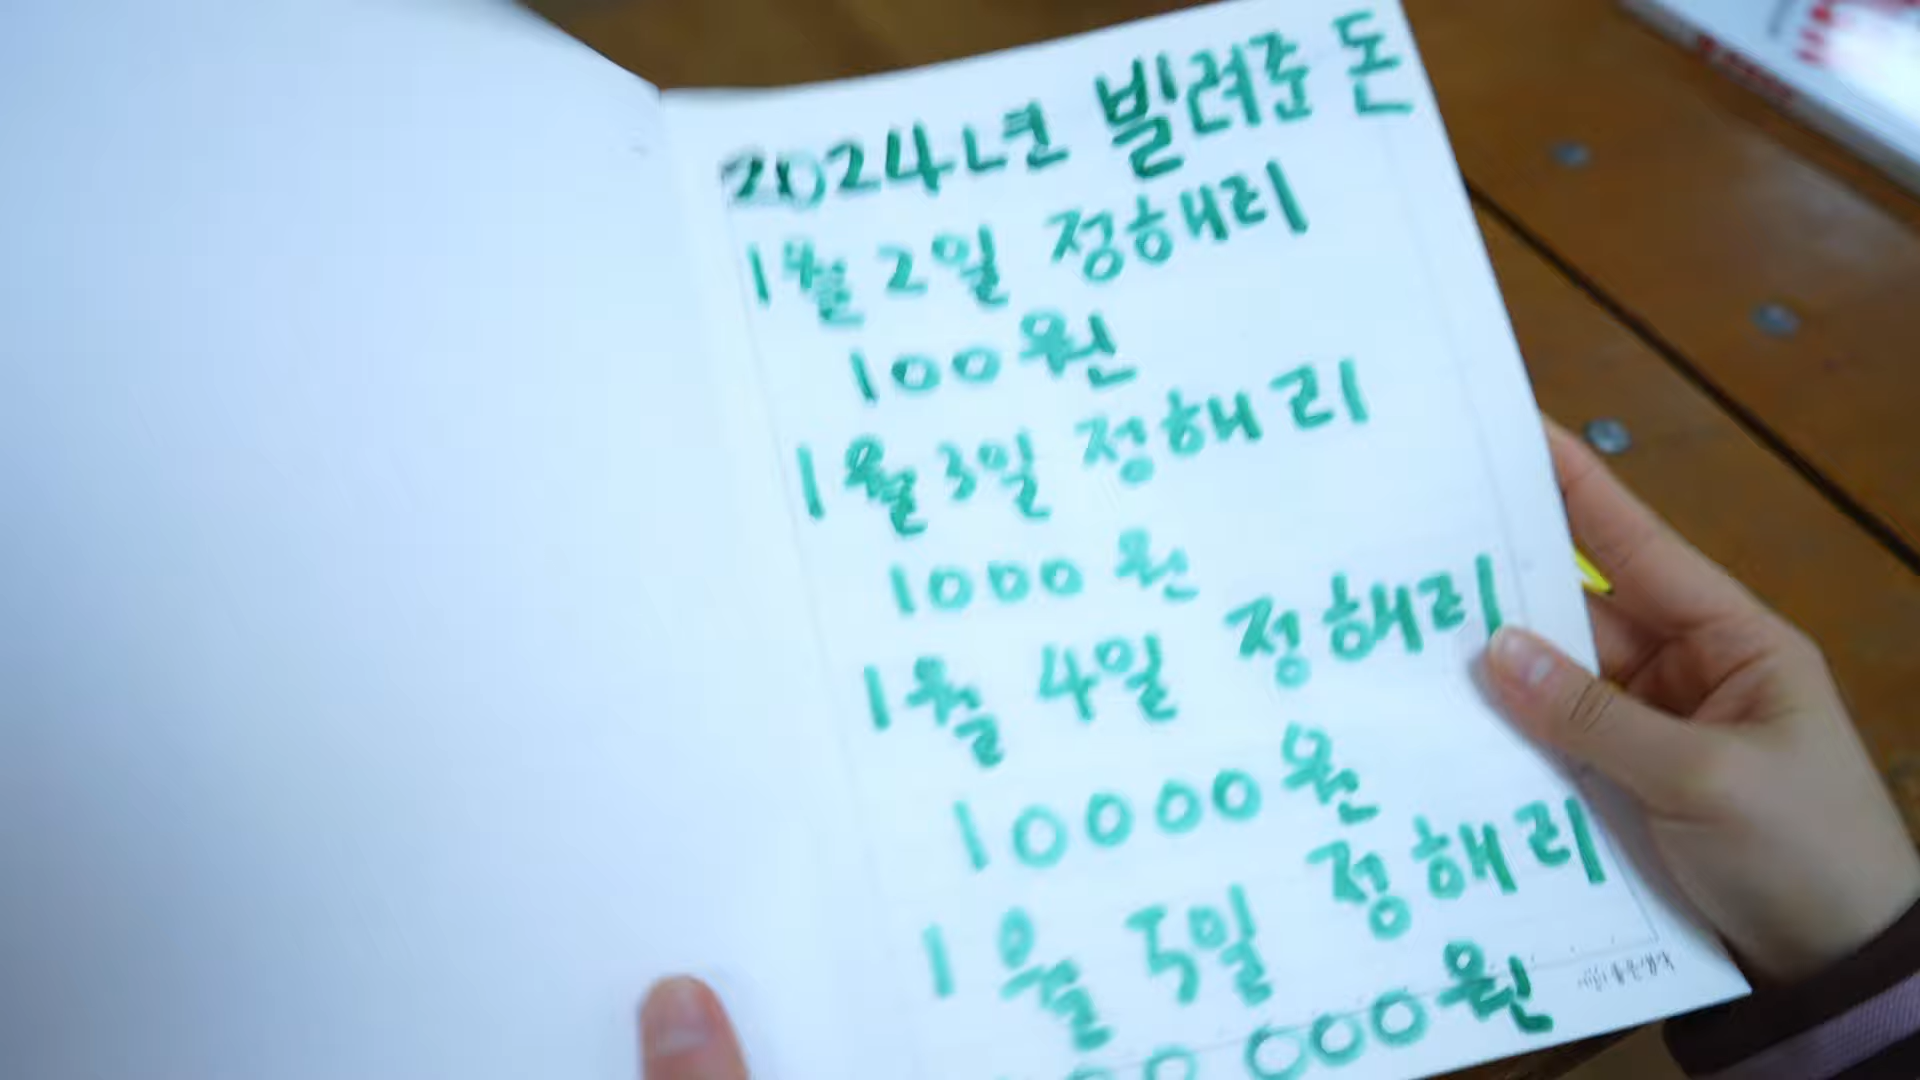 2024년 빌려준 돈
1월 2일 정해리
100원
1월 3일 정해리
1000원
1월 4일 정해리
10000원
1월 5일 정해리